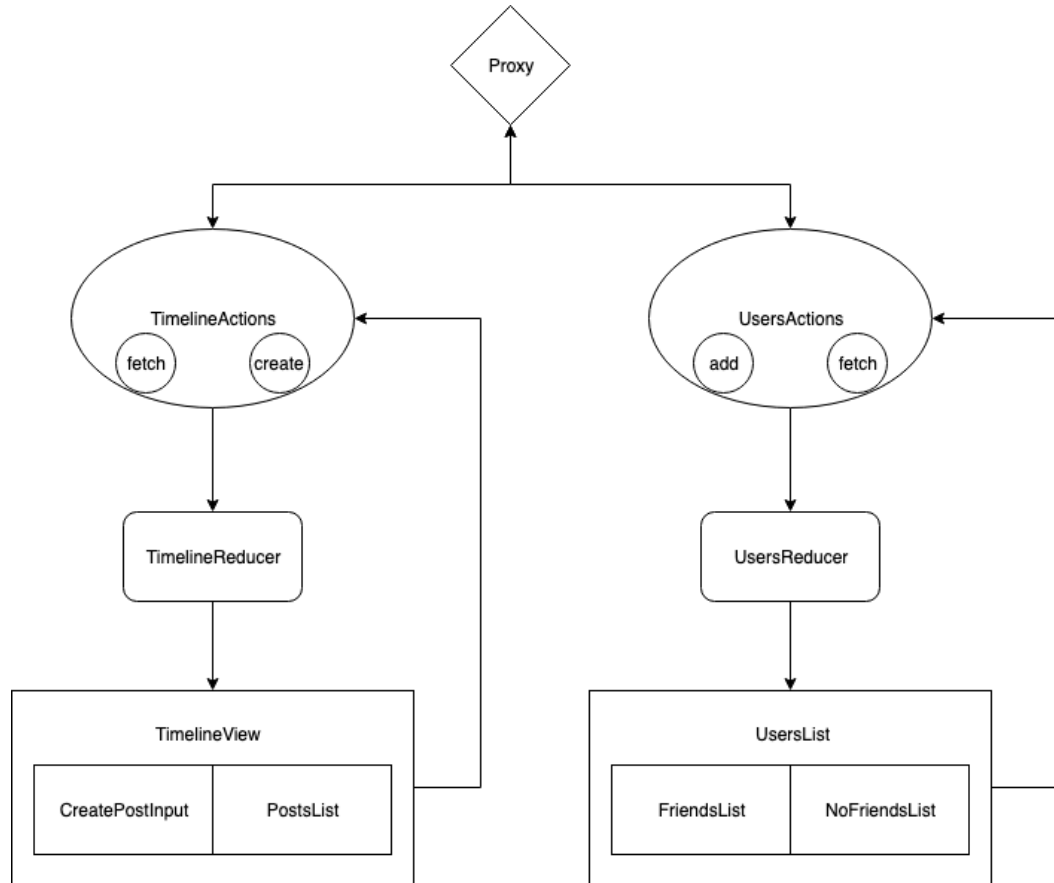 Proxy
TimelineActions
fetch
create
UsersActions
add
fetch
TimelineReducer
UsersReducer
TimelineView
CreatePostInput
PostsList
UsersList
FriendsList
NoFriendsList